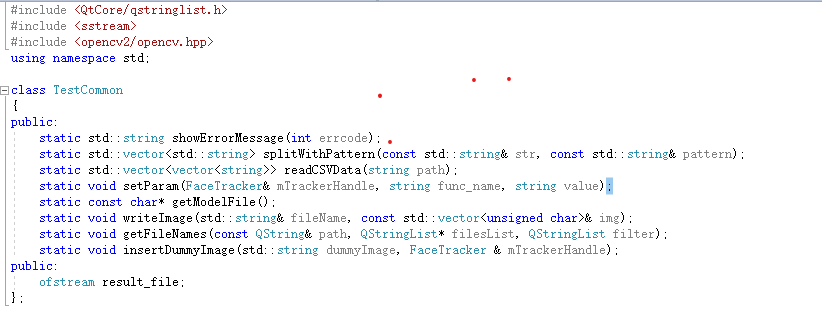 #include <QtCore/qstringlist.h>
#include <sstream>
#include <opencv2/opencv.hpp>
using namespace std;
class TestCommon
{
public:
static std::string showErrorMessage(int errcode);
static std::vector<std::string> splitWithPattern(const std::string& str, const std::string& pattern);
static std::vector<vector<string>> readCSVData(string path);
static void setParam(FaceTracker& mTrackerHandle, string func_name, string value);
static const char* getModelFile();
static void writeImage(std::string& fileName, const std::vector<unsigned char>& img);
static void getFileNames(const QString& path, QStringList* filesList, QStringList filter);
static void insertDummyImage(std::string dummyImage, FaceTracker & mTrackerHandle);
public:
ofstream result_file;
};